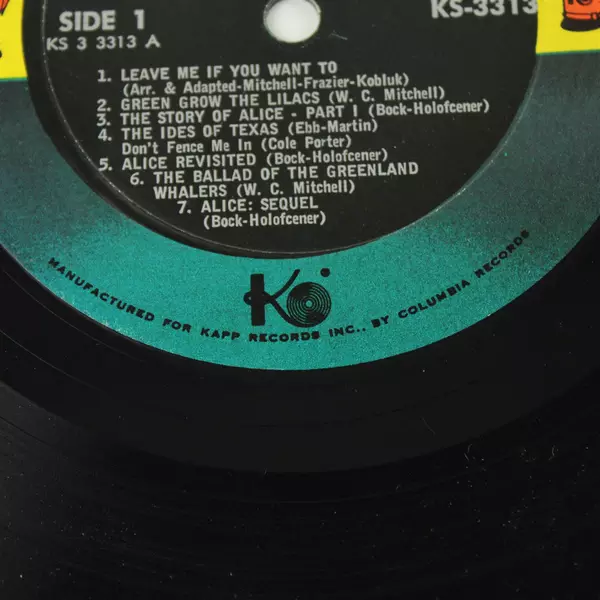 SIDE 1
KS-3313
KS 3 3313 A
1. LEAVE ME IF YOU WANT TO
(Arr. & Adapted-Mitchell-Frazier-Kobluk)
2. GREEN GROW THE LILACS (W. C. Mitchell)
3. THE STORY OF ALICE - PART I (Bock-Holofcener)
4. THE IDES OF TEXAS (Ebb-Martin)
Don't Fence Me In (Cole Porter)
5. ALICE REVISITED (Bock-Holofcener)
6. THE BALLAD OF THE GREENLAND
WHALERS (W. C. Mitchell)
7. ALICE: SEQUEL
(Bock-Holofcener)
K
MANUFACTURED FOR KAPP RECORDS INC., BY COLUMBIA RECORDS